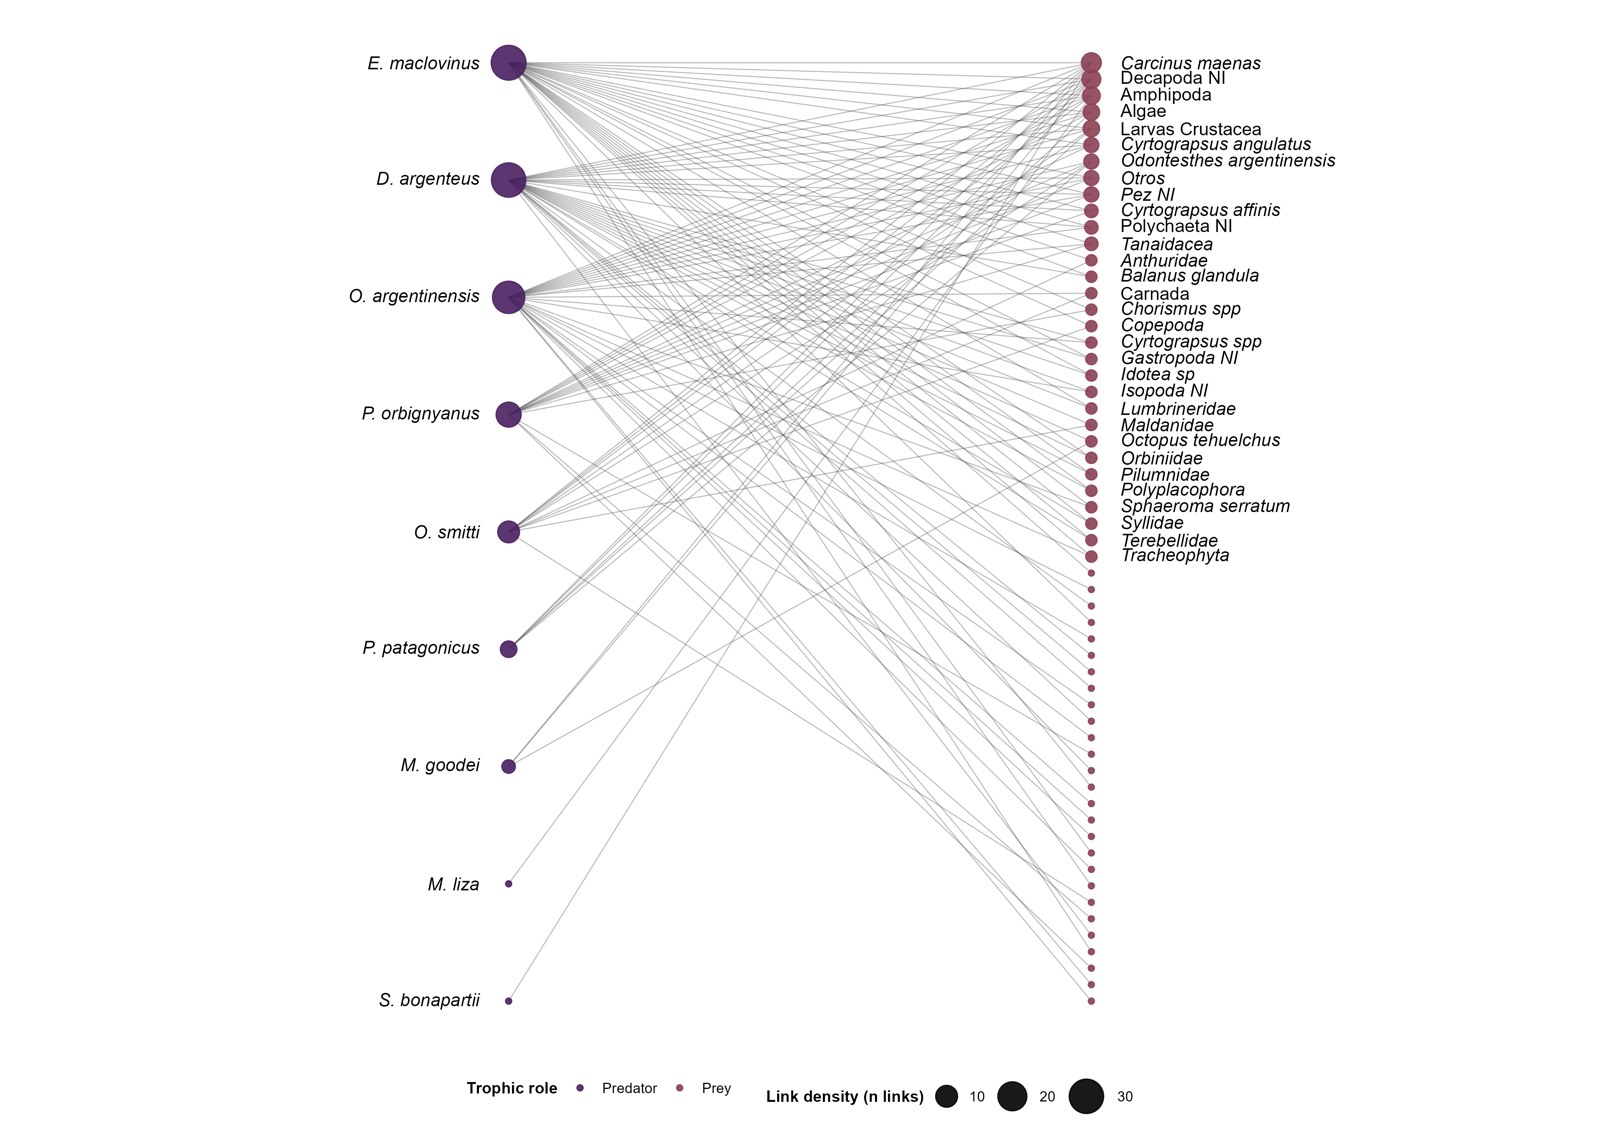 E. maclovinus
D. argenteus
O. argentinensis
P. orbignyanus
O. smitti
P. patagonicus
M. goodei
M. liza
S. bonapartii
Carcinus maenas
Decapoda NI
Amphipoda
Algae
Larvas Crustacea
Cyrtograpsus angulatus
Odontesthes argentinensis
Otros
Pez NI
Cyrtograpsus affinis
Polychaeta NI
Tanaidacea
Anthuridae
Balanus glandula
Carnada
Chorismus spp
Copepoda
Cyrtograpsus spp
Gastropoda NI
Idotea sp
Isopoda NI
Lumbrineridae
Maldanidae
Octopus tehuelchus
Orbiniidae
Pilumnidae
Polyplacophora
Sphaeroma serratum
Syllidae
Terebellidae
Tracheophyta
Trophic role Predator Prey Link density (n links) 10 20 30